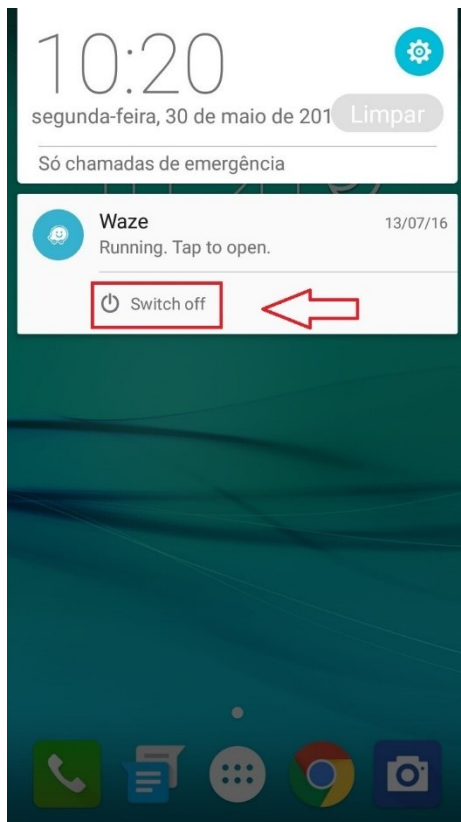 10:20
segunda-feira, 30 de maio de 201
Limpar
Só chamadas de emergência
Waze
13/07/16
Running. Tap to open.
Switch off